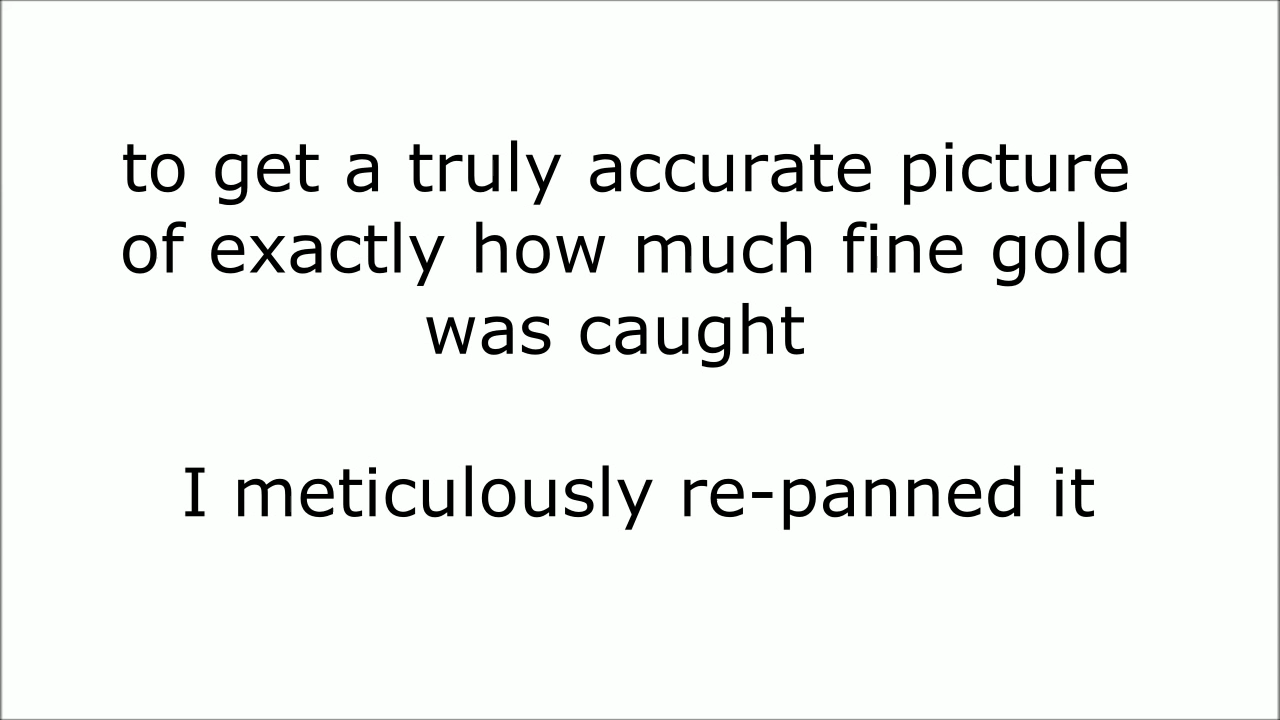 to get a truly accurate picture
of exactly how much fine gold
was caught
I meticulously re-panned it